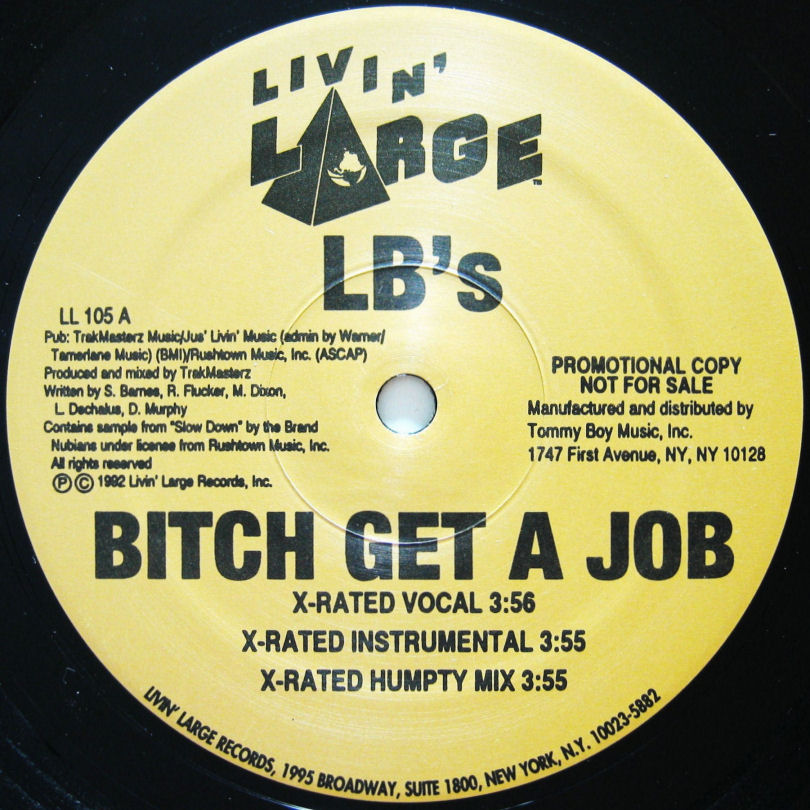 LIVIN'
LARGE
TM
LB's
LL 105 A
Pub: TrakMasterz Music/Jus' Livin' Music (admin by Warner/
Tamerlane Music) (BMI)/Rushtown Music, Inc. (ASCAP)
Produced and mixed by TrakMasterz
Written by S. Barnes, R. Flucker, M. Dixon,
L. Dechalus, D. Murphy
Contains sample from "Slow Down" by the Brand
Nubians under license from Rushtown Music, Inc.
All rights reserved
Ⓟ © 1992 Livin' Large Records, Inc.
PROMOTIONAL COPY
NOT FOR SALE
Manufactured and distributed by
Tommy Boy Music, Inc.
1747 First Avenue, NY, NY 10128
BITCH GET A JOB
X-RATED VOCAL 3:56
X-RATED INSTRUMENTAL 3:55
X-RATED HUMPTY MIX 3:55
LIVIN' LARGE RECORDS, 1995 BROADWAY, SUITE 1800, NEW YORK, N.Y. 10023-5882